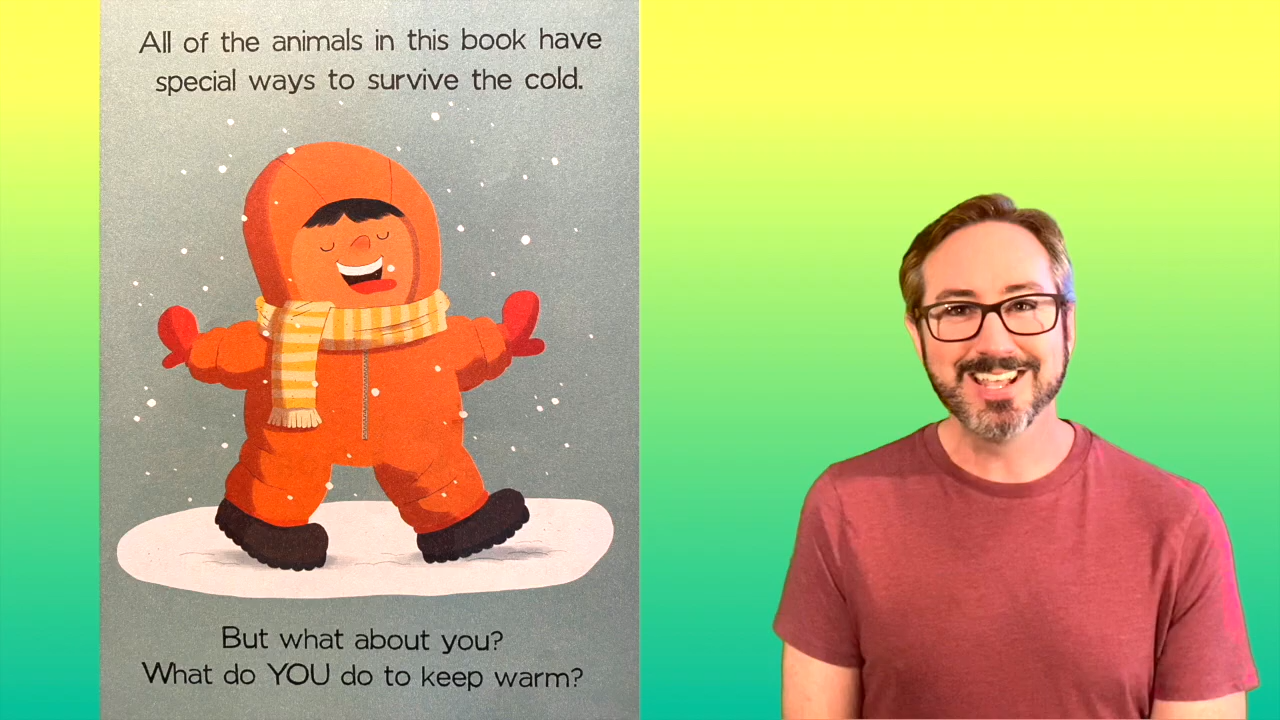 All of the animals in this book have
special ways to survive the cold.
But what about you?
What do YOU do to keep warm?